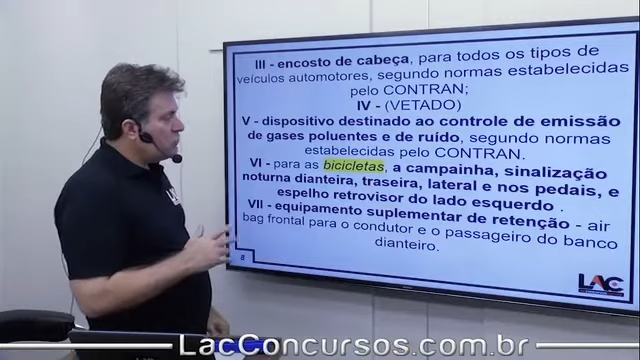 III - encosto de cabeça, para todos os tipos de
veículos automotores, segundo normas estabelecidas
pelo CONTRAN;
IV - (VETADO)
V - dispositivo destinado ao controle de emissão
de gases poluentes e de ruído, segundo normas
estabelecidas pelo CONTRAN.
VI - para as bicicletas, a campainha, sinalização
noturna dianteira, traseira, lateral e nos pedais, e
espelho retrovisor do lado esquerdo .
VII - equipamento suplementar de retenção - air
bag frontal para o condutor e o passageiro do banco
dianteiro.
8
LAC
LacConcursos.com.br